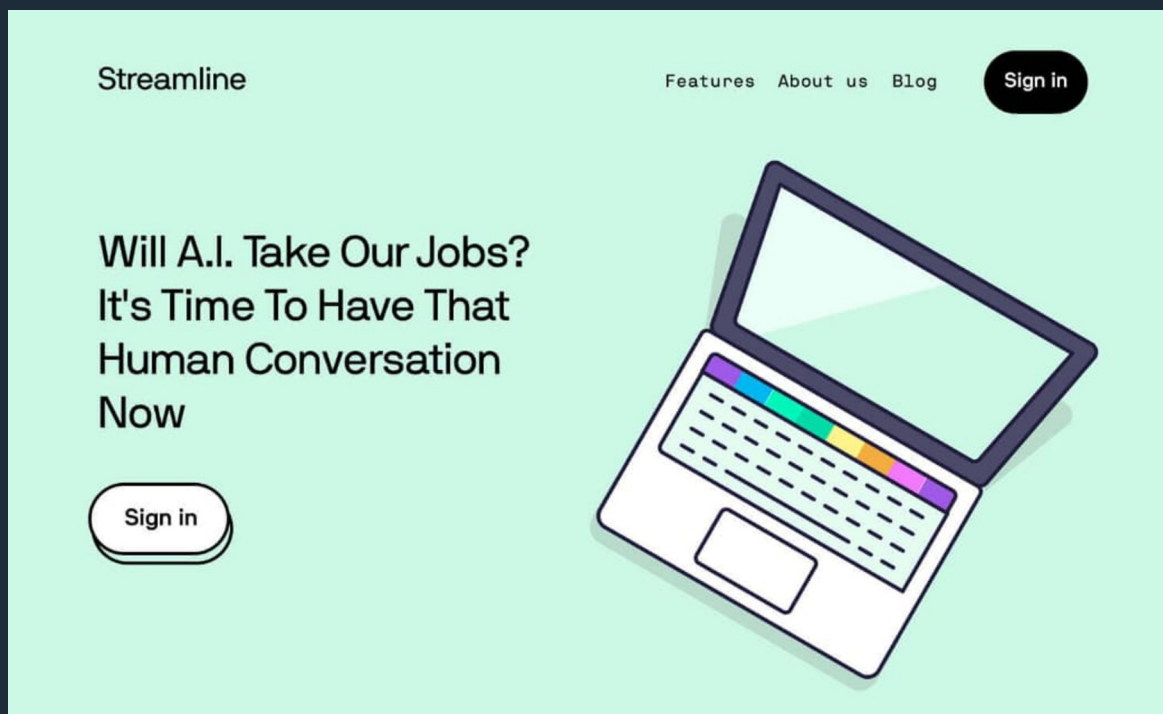 Streamline
Features About us Blog Sign in
Will A.I. Take Our Jobs?
It's Time To Have That
Human Conversation
Now
Sign in